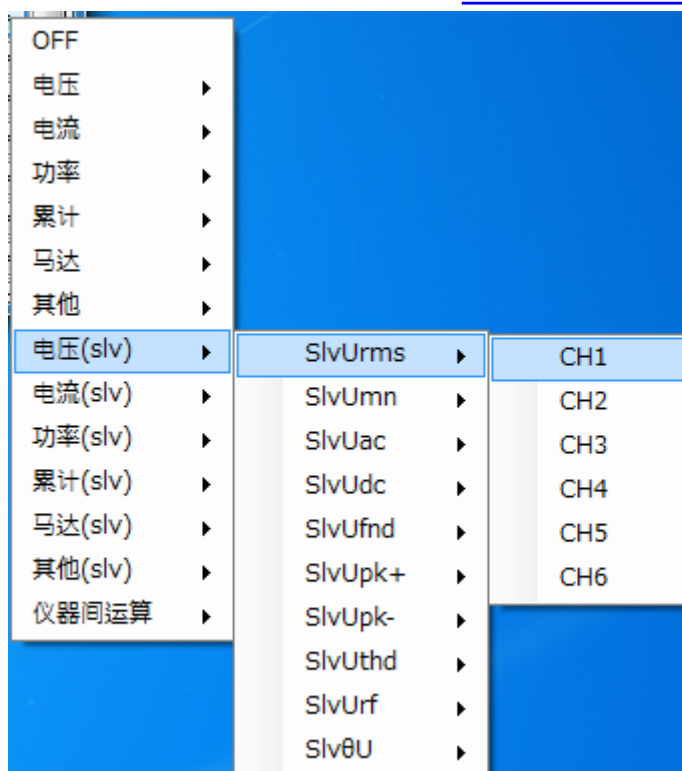 OFF
电压
电流
功率
累计
马达
其他
电压(slv)
电流(slv)
功率(slv)
累计(slv)
马达(slv)
其他(slv)
仪器间运算
SlvUrms
SlvUmn
SlvUac
SlvUdc
SlvUfnd
SlvUpk+
SlvUpk-
SlvUthd
SlvUrf
SlvθU
CH1
CH2
CH3
CH4
CH5
CH6